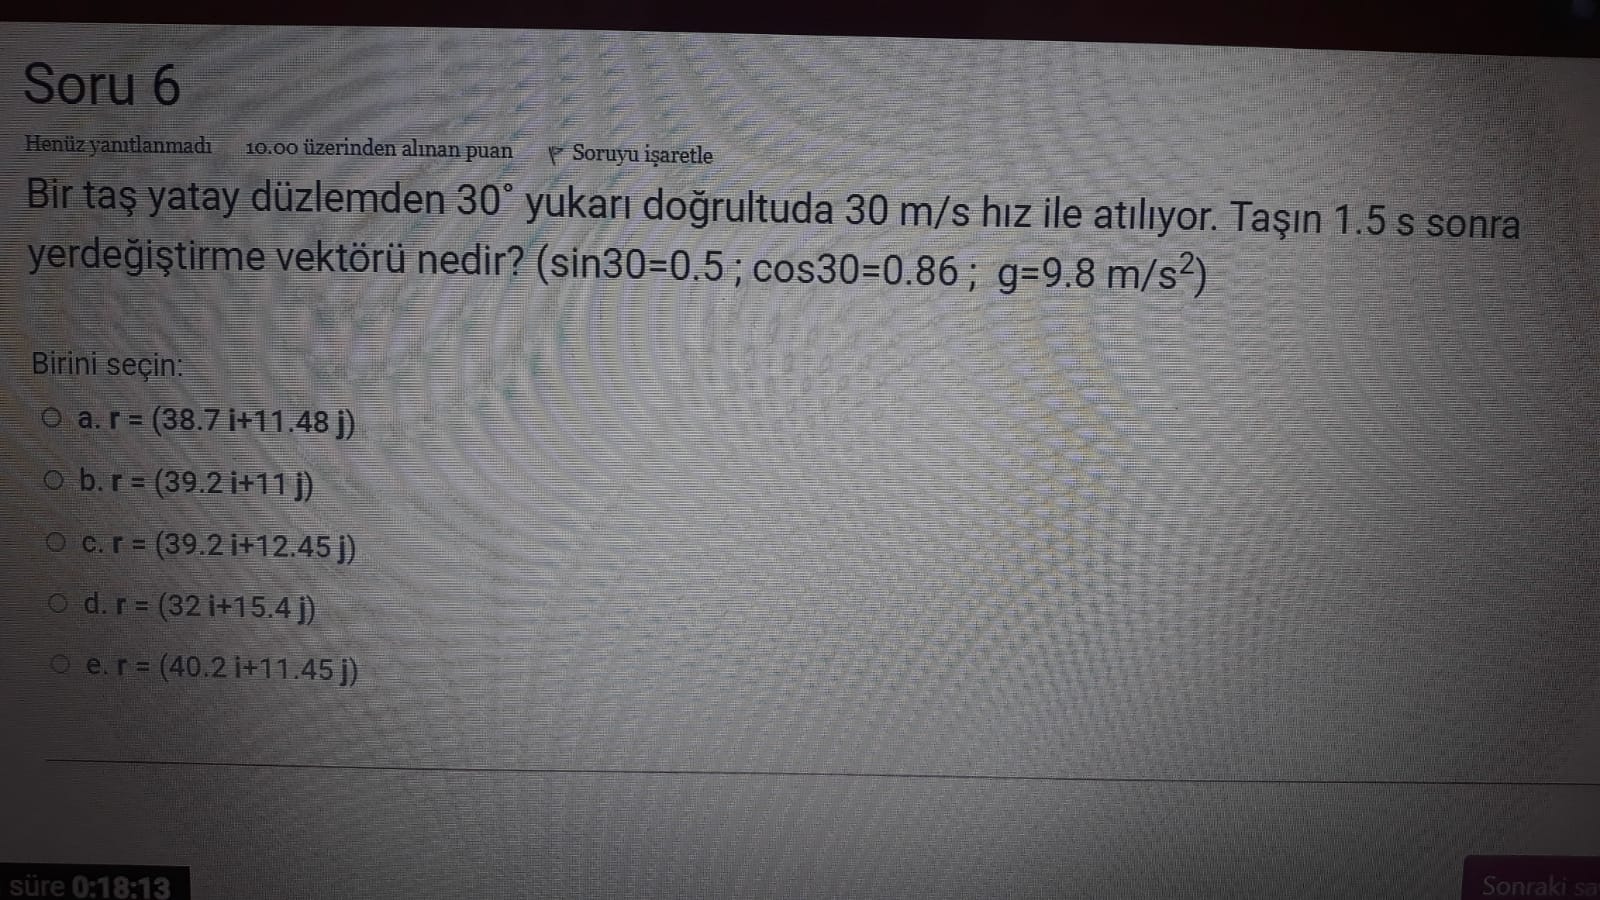 Soru 6
Henüz yanıtlanmadı 10.00 üzerinden alınan puan Soruyu işaretle
Bir taş yatay düzlemden 30° yukarı doğrultuda 30 m/s hız ile atılıyor. Taşın 1.5 s sonra
yerdeğiştirme vektörü nedir? (sin30=0.5 ; cos30=0.86 ; g=9.8 m/s²)
Birini seçin:
a. r = (38.7 i+11.48 j)
b. r = (39.2 i+11 j)
c. r = (39.2 i+12.45 j)
d. r = (32 i+15.4 j)
e. r = (40.2 i+11.45 j)
süre 0:18:13
Sonraki sa